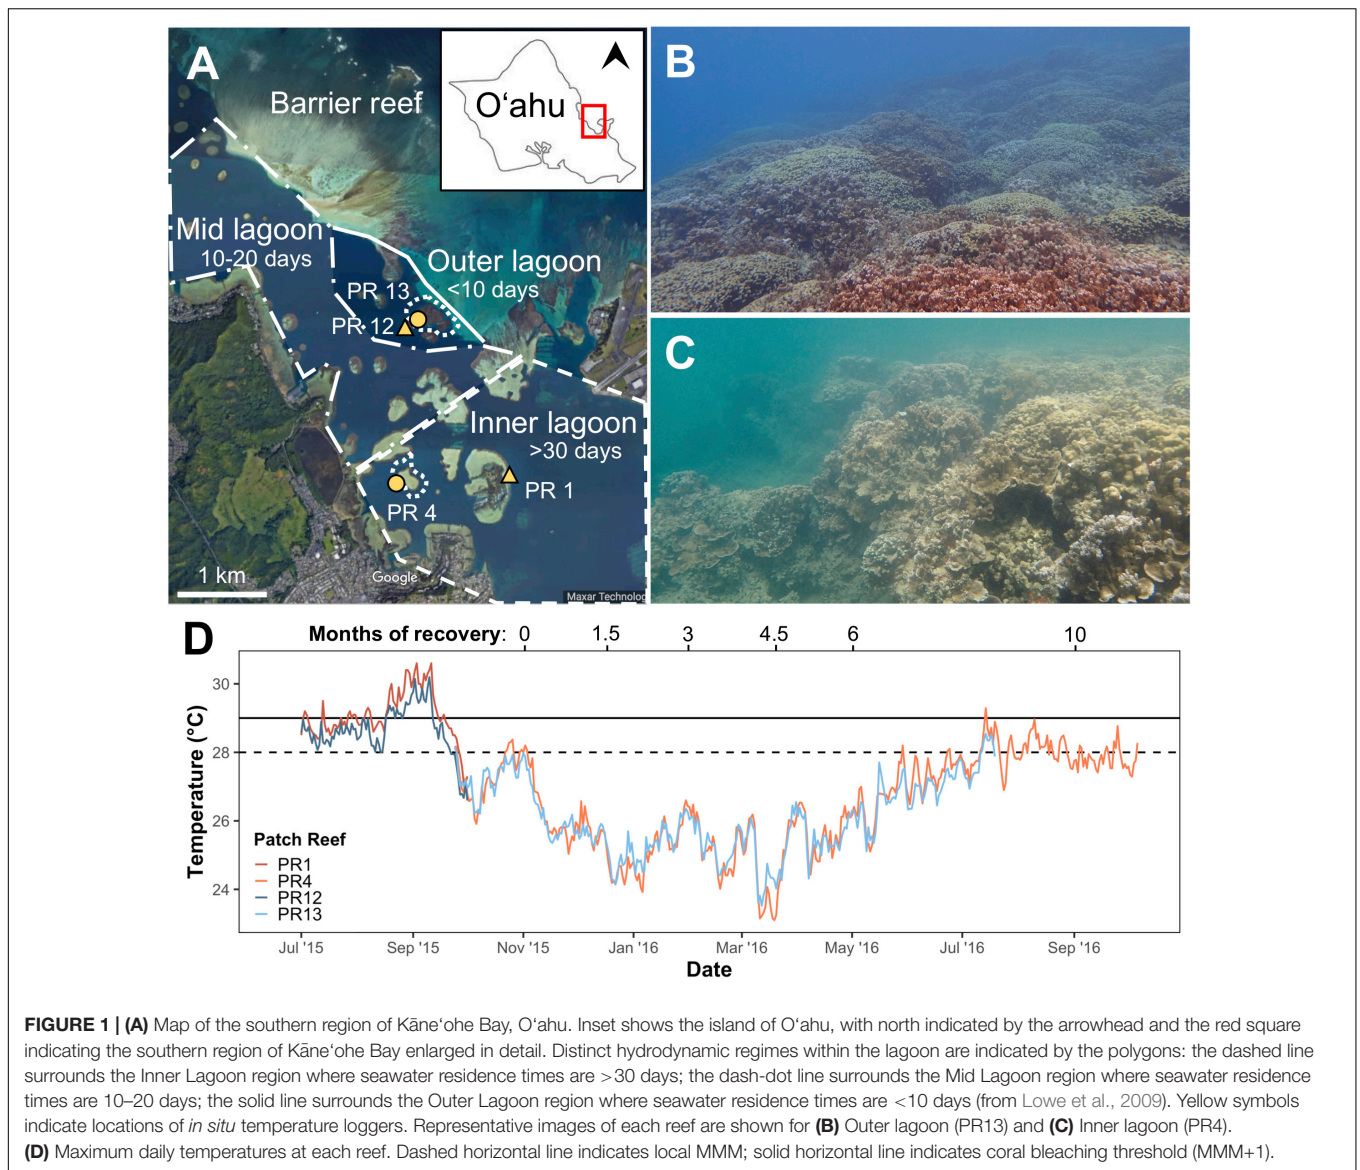 A
Barrier reef
Oʻahu
Mid lagoon
10-20 days
Outer lagoon
<10 days
PR 13
PR 12
Inner lagoon
>30 days
PR 1
PR 4
1 km
Google
Maxar Technolog
B
C
D
Months of recovery: 0 1.5 3 4.5 6 10
Temperature (°C)
30
28
26
24
Patch Reef
PR1
PR4
PR12
PR13
Jul '15 Sep '15 Nov '15 Jan '16 Mar '16 May '16 Jul '16 Sep '16
Date
FIGURE 1 | (A) Map of the southern region of Kāneʻohe Bay, Oʻahu. Inset shows the island of Oʻahu, with north indicated by the arrowhead and the red square
indicating the southern region of Kāneʻohe Bay enlarged in detail. Distinct hydrodynamic regimes within the lagoon are indicated by the polygons: the dashed line
surrounds the Inner Lagoon region where seawater residence times are >30 days; the dash-dot line surrounds the Mid Lagoon region where seawater residence
times are 10–20 days; the solid line surrounds the Outer Lagoon region where seawater residence times are <10 days (from Lowe et al., 2009). Yellow symbols
indicate locations of in situ temperature loggers. Representative images of each reef are shown for (B) Outer lagoon (PR13) and (C) Inner lagoon (PR4).
(D) Maximum daily temperatures at each reef. Dashed horizontal line indicates local MMM; solid horizontal line indicates coral bleaching threshold (MMM+1).